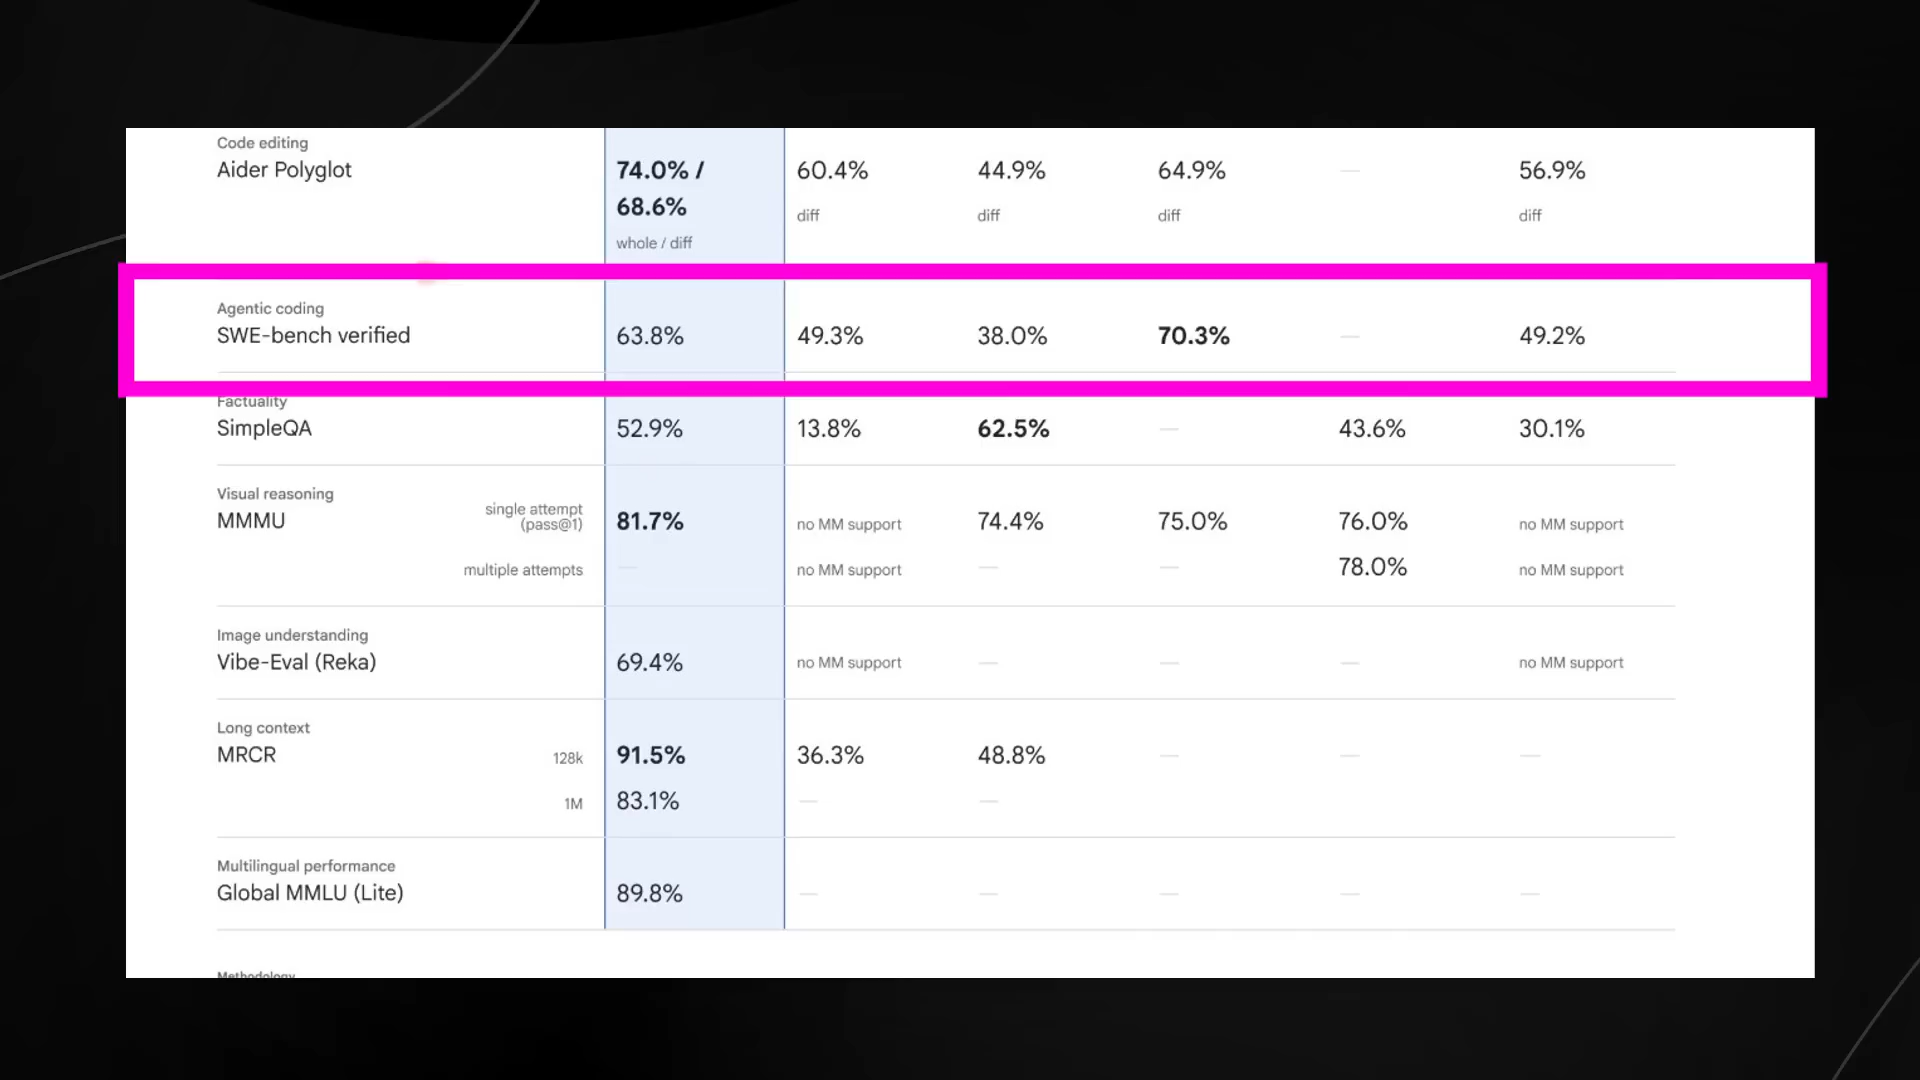 Code editing
Aider Polyglot
74.0% / 60.4% 44.9% 64.9% — 56.9%
68.6%
diff diff diff diff
whole / diff
Agentic coding
SWE-bench verified 63.8% 49.3% 38.0% 70.3% — 49.2%
Factuality
SimpleQA 52.9% 13.8% 62.5% — 43.6% 30.1%
Visual reasoning
MMMU single attempt (pass@1) 81.7% no MM support 74.4% 75.0% 76.0% no MM support
multiple attempts — no MM support — — 78.0% no MM support
Image understanding
Vibe-Eval (Reka) 69.4% no MM support — — — no MM support
Long context
MRCR 128k 91.5% 36.3% 48.8% — — —
1M 83.1% — —
Multilingual performance
Global MMLU (Lite) 89.8% — — — — —
Methodology